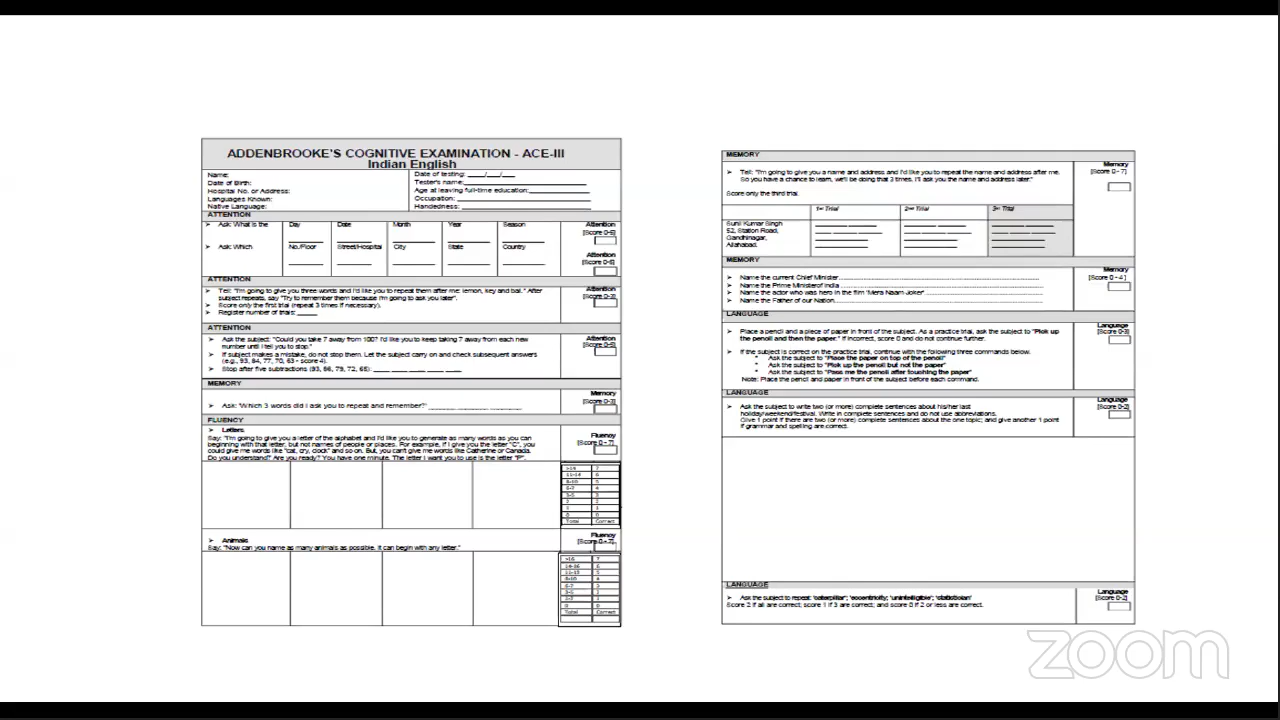 ADDENBROOKE'S COGNITIVE EXAMINATION - ACE-III
Indian English
Name:
Date of Birth:
Hospital No. or Address:
Languages Known:
Native Language:
Date of testing: ___/___/___
Tester's name:
Age at leaving full-time education:
Occupation:
Handedness:
ATTENTION
➢ Ask: What is the
Day Date Month Year Season
Attention
[Score 0-5]
➢ Ask: Which
No./Floor Street/Hospital City State Country
Attention
[Score 0-5]
ATTENTION
➢ Tell: "I'm going to give you three words and I'd like you to repeat them after me: lemon, key and ball." After
subject repeats, say "Try to remember them because I'm going to ask you later".
➢ Score only the first trial (repeat 3 times if necessary).
➢ Register number of trials:
Attention
[Score 0-3]
ATTENTION
➢ Ask the subject: "Could you take 7 away from 100? I'd like you to keep taking 7 away from each new
number until I tell you to stop."
➢ If subject makes a mistake, do not stop them. Let the subject carry on and check subsequent answers
(e.g., 93, 84, 77, 70, 63 - score 4).
➢ Stop after five subtractions (93, 86, 79, 72, 65):
Attention
[Score 0-5]
MEMORY
➢ Ask: 'Which 3 words did I ask you to repeat and remember?'
Memory
[Score 0-3]
FLUENCY
➢ Letters
Say: "I'm going to give you a letter of the alphabet and I'd like you to generate as many words as you can
beginning with that letter, but not names of people or places. For example, if I give you the letter "C", you
could give me words like "cat, cry, clock" and so on. But, you can't give me words like Catherine or Canada.
Do you understand? Are you ready? You have one minute. The letter I want you to use is the letter "P".
Fluency
[Score 0 - 7]
Total Correct
➢ Animals
Say: "Now can you name as many animals as possible. It can begin with any letter."
Fluency
[Score 0 - 7]
Total Correct
MEMORY
➢ Tell: "I'm going to give you a name and address and I'd like you to repeat the name and address after me.
So you have a chance to learn, we'll be doing that 3 times. I'll ask you the name and address later."
Score only the third trial.
Memory
[Score 0 - 7]
1st Trial 2nd Trial 3rd Trial
Sunil Kumar Singh
52, Station Road,
Gandhinagar,
Allahabad.
MEMORY
➢ Name the current Chief Minister
➢ Name the Prime Ministerof India
➢ Name the actor who was hero in the film 'Mera Naam Joker'
➢ Name the Father of our Nation
Memory
[Score 0 - 4]
LANGUAGE
➢ Place a pencil and a piece of paper in front of the subject. As a practice trial, ask the subject to "Pick up
the pencil and then the paper." If incorrect, score 0 and do not continue further.
➢ If the subject is correct on the practice trial, continue with the following three commands below.
* Ask the subject to "Place the paper on top of the pencil"
* Ask the subject to "Pick up the pencil but not the paper"
* Ask the subject to "Pass me the pencil after touching the paper"
Note: Place the pencil and paper in front of the subject before each command.
Language
[Score 0-3]
LANGUAGE
➢ Ask the subject to write two (or more) complete sentences about his/her last
holiday/weekend/festival. Write in complete sentences and do not use abbreviations.
Give 1 point if there are two (or more) complete sentences about the one topic; and give another 1 point
if grammar and spelling are correct.
Language
[Score 0-2]
LANGUAGE
➢ Ask the subject to repeat: 'caterpillar'; 'eccentricity'; 'unintelligible'; 'statistician'
Score 2 if all are correct; score 1 if 3 are correct; and score 0 if 2 or less are correct.
Language
[Score 0-2]
zoom